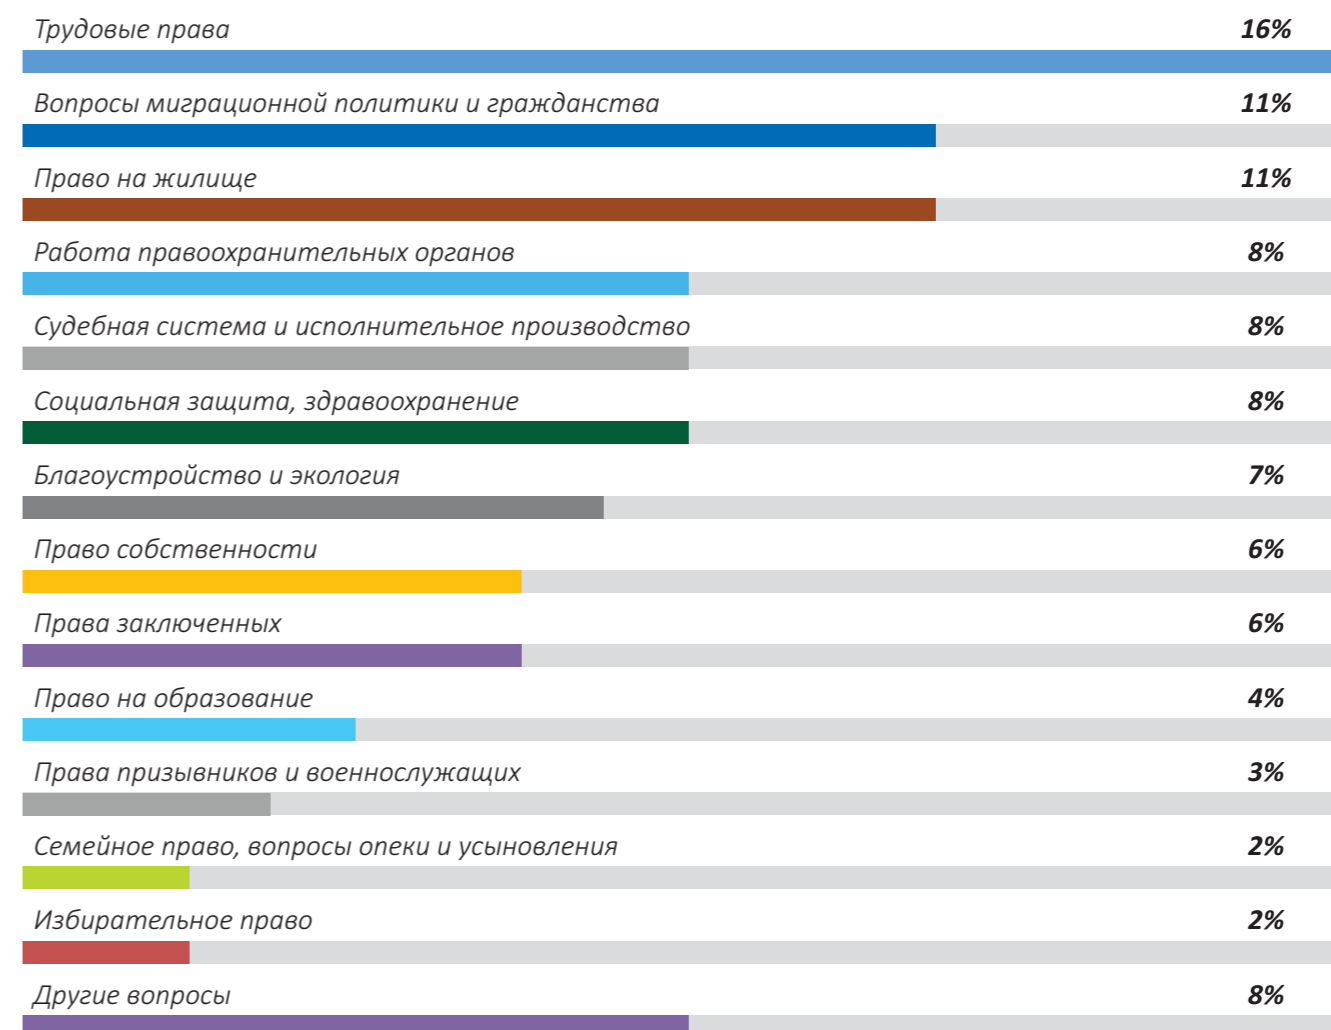 Трудовые права 16%
Вопросы миграционной политики и гражданства 11%
Право на жилище 11%
Работа правоохранительных органов 8%
Судебная система и исполнительное производство 8%
Социальная защита, здравоохранение 8%
Благоустройство и экология 7%
Право собственности 6%
Права заключенных 6%
Право на образование 4%
Права призывников и военнослужащих 3%
Семейное право, вопросы опеки и усыновления 2%
Избирательное право 2%
Другие вопросы 8%